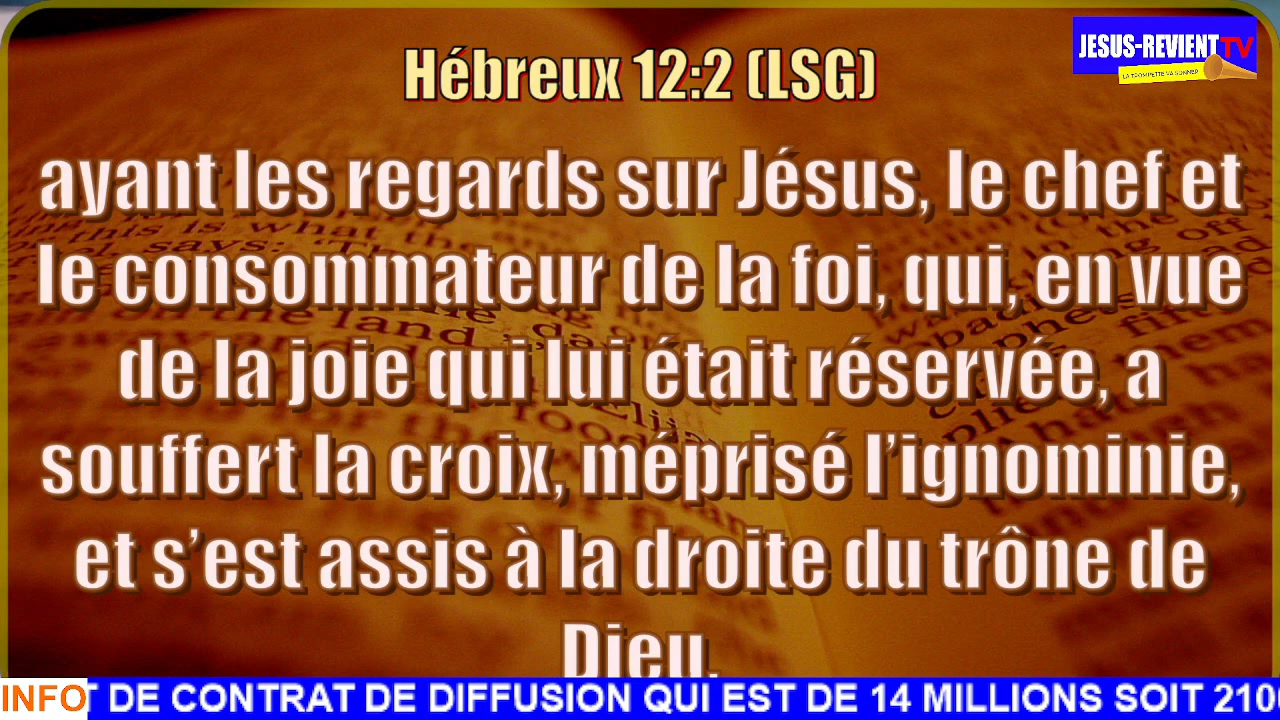 JESUS-REVIENT TV
LA TROMPETTE VA SONNER
Hébreux 12:2 (LSG)
ayant les regards sur Jésus, le chef et
le consommateur de la foi, qui, en vue
de la joie qui lui était réservée, a
souffert la croix, méprisé l’ignominie,
et s’est assis à la droite du trône de
Dieu.
INFO
DE CONTRAT DE DIFFUSION QUI EST DE 14 MILLIONS SOIT